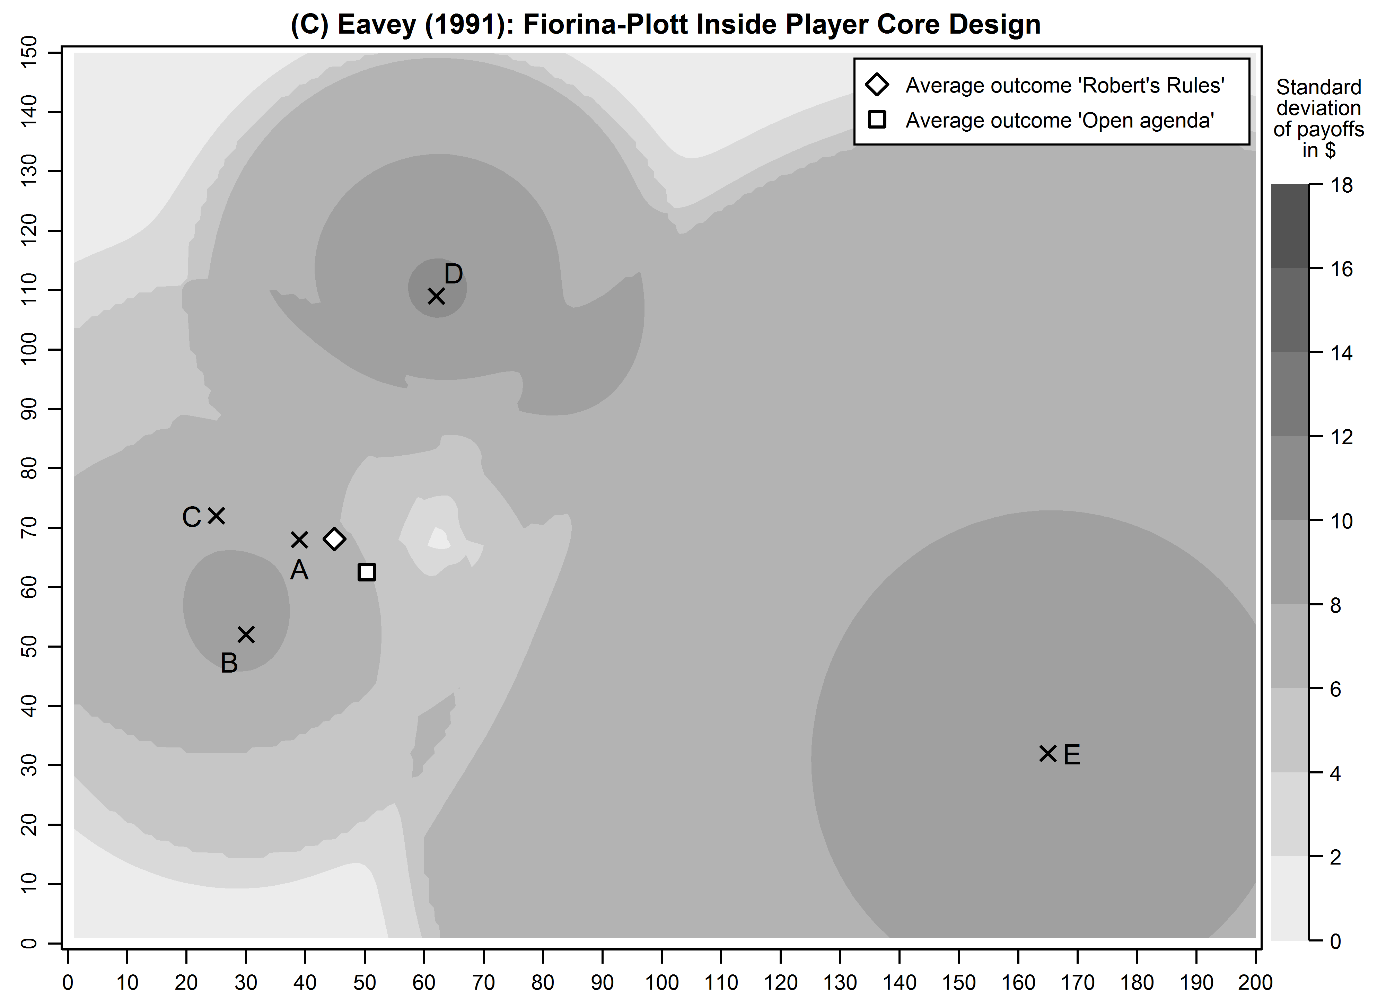 (C) Eavey (1991): Fiorina-Plott Inside Player Core Design
Average outcome 'Robert's Rules'
Average outcome 'Open agenda'
Standard
deviation
of payoffs
in $
18
16
14
12
10
8
6
4
2
0
150
140
130
120
110
100
90
80
70
60
50
40
30
20
10
0
D
C
A
B
E
0 10 20 30 40 50 60 70 80 90 100 110 120 130 140 150 160 170 180 190 200